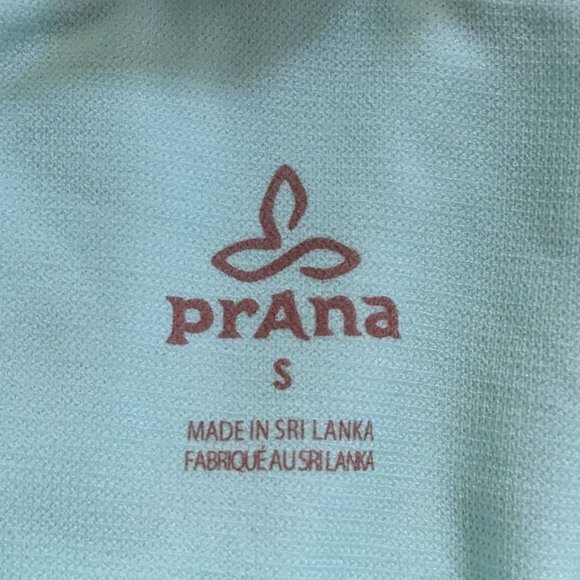 prAna
S
MADE IN SRI LANKA
FABRIQUÉ AU SRI LANKA